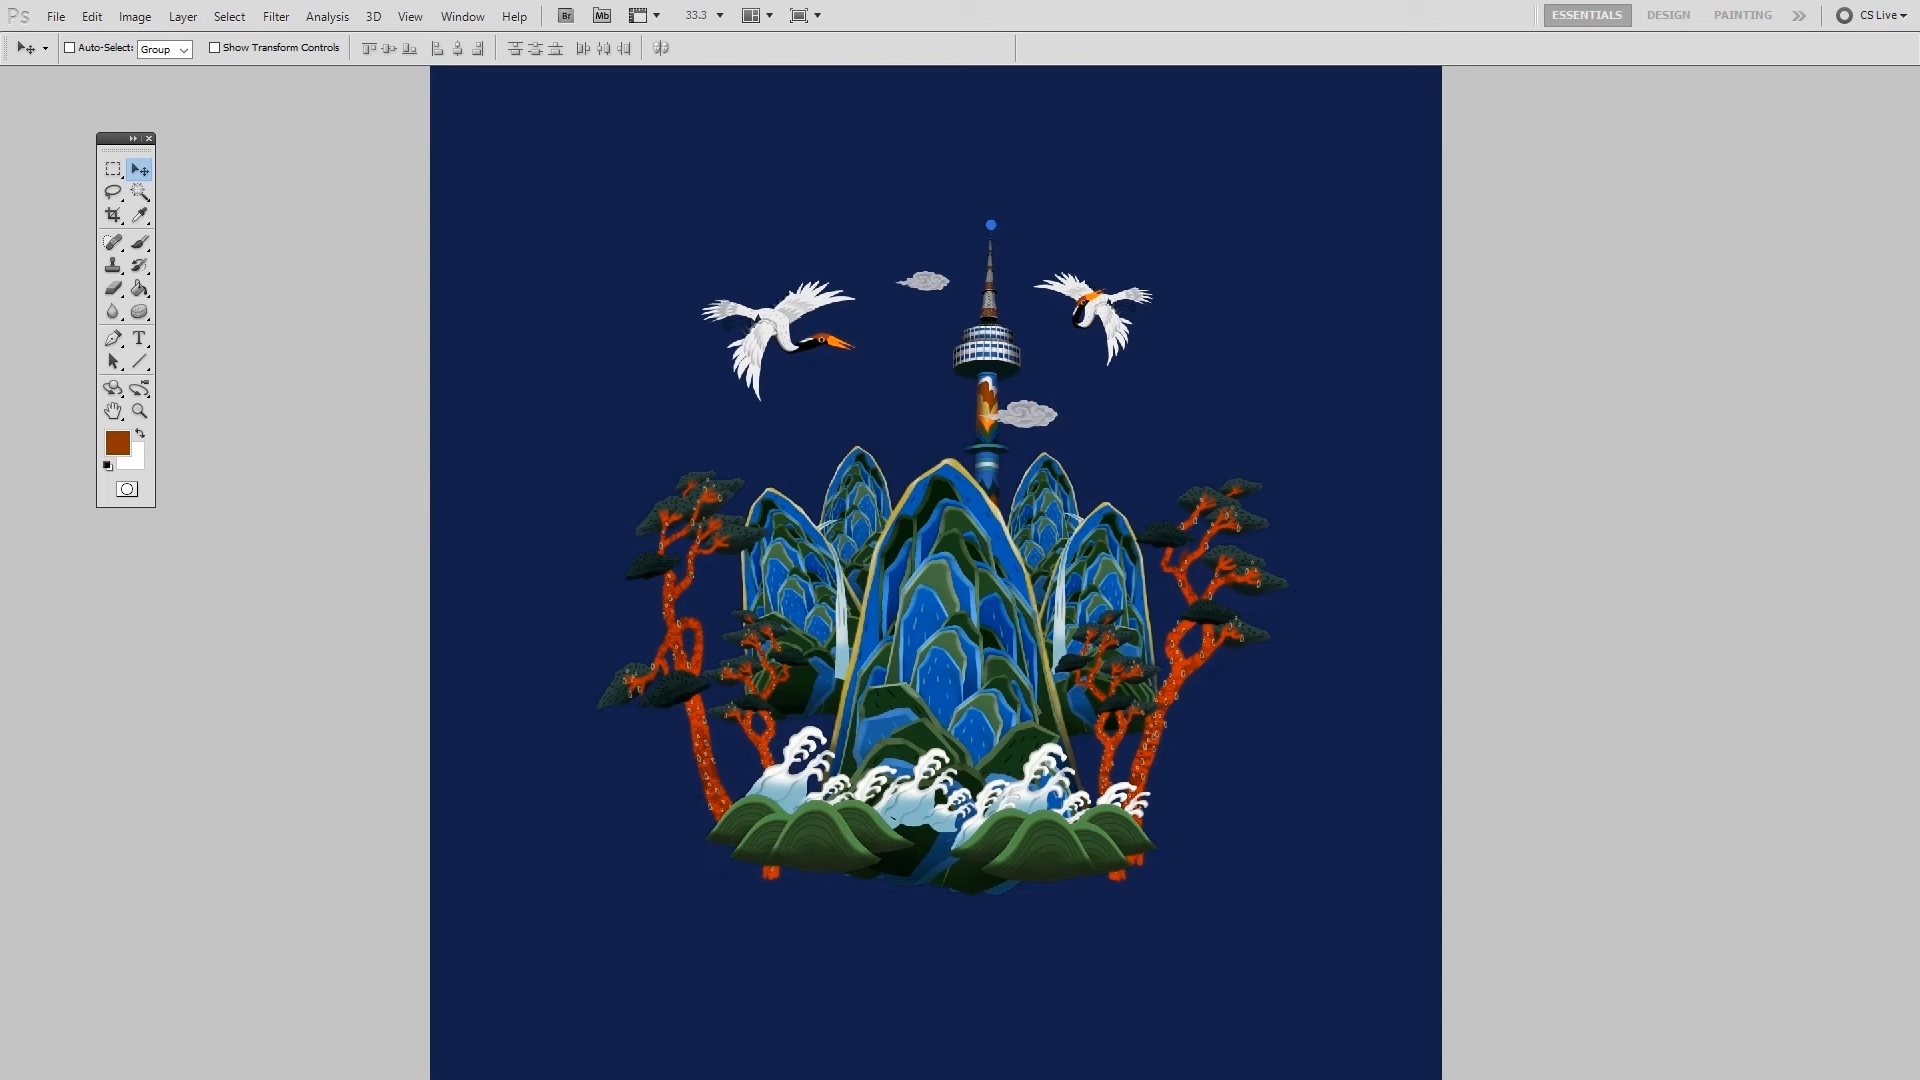 Ps File Edit Image Layer Select Filter Analysis 3D View Window Help Br Mb 33.3 ESSENTIALS DESIGN PAINTING CS Live
Auto-Select: Group Show Transform Controls
T